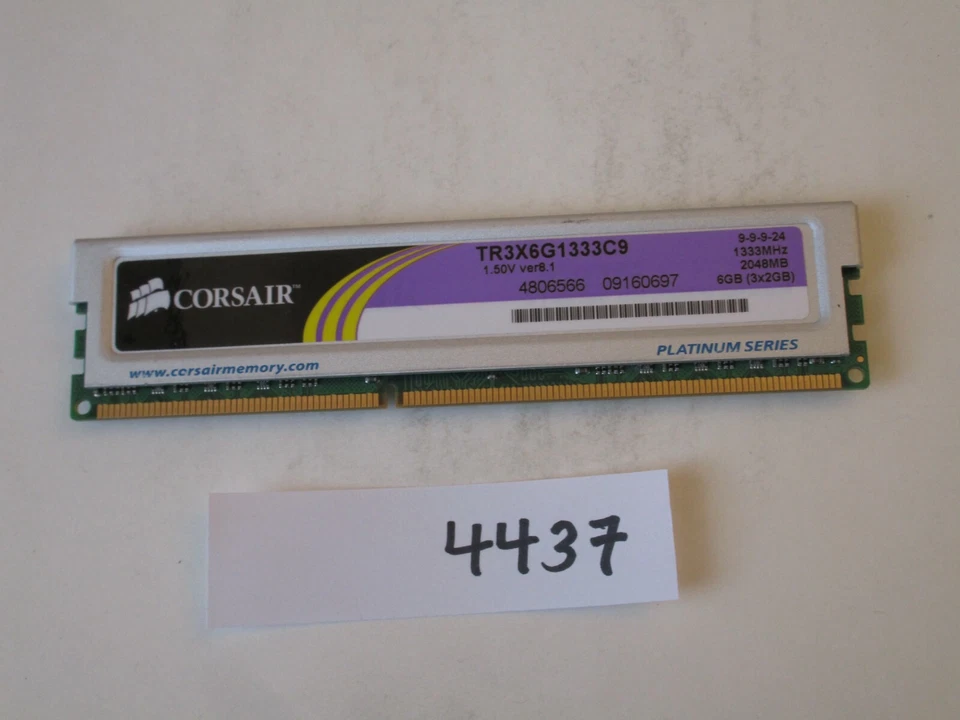 CORSAIR™
TR3X6G1333C9
1.50V ver8.1
4806566 09160697
9-9-9-24
1333MHz
2048MB
6GB (3x2GB)
www.corsairmemory.com
PLATINUM SERIES
4437